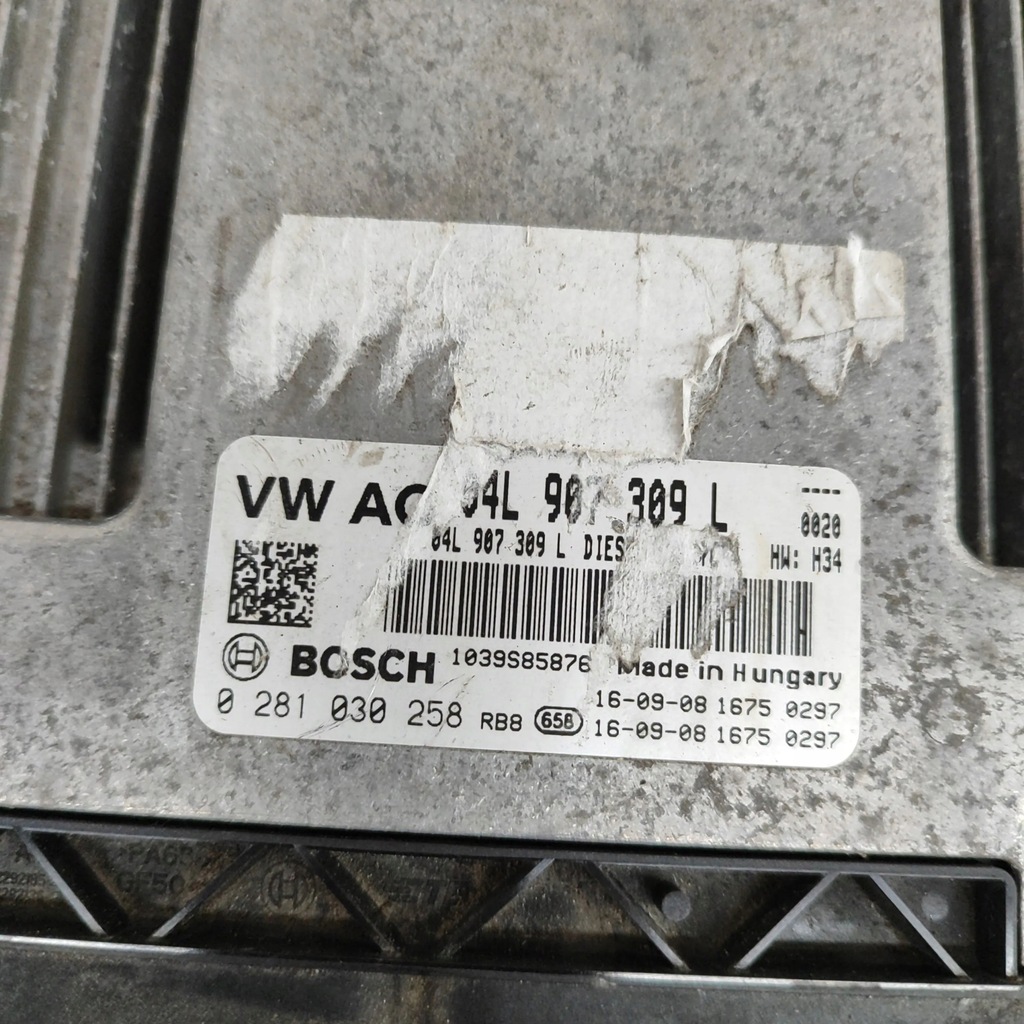 VW AG 04L 907 309 L
----
0020
04L 907 309 L DIES
HW: H34
BOSCH 1039S85876 Made in Hungary
0 281 030 258 RB8 658
16-09-08 1675 0297
16-09-08 1675 0297